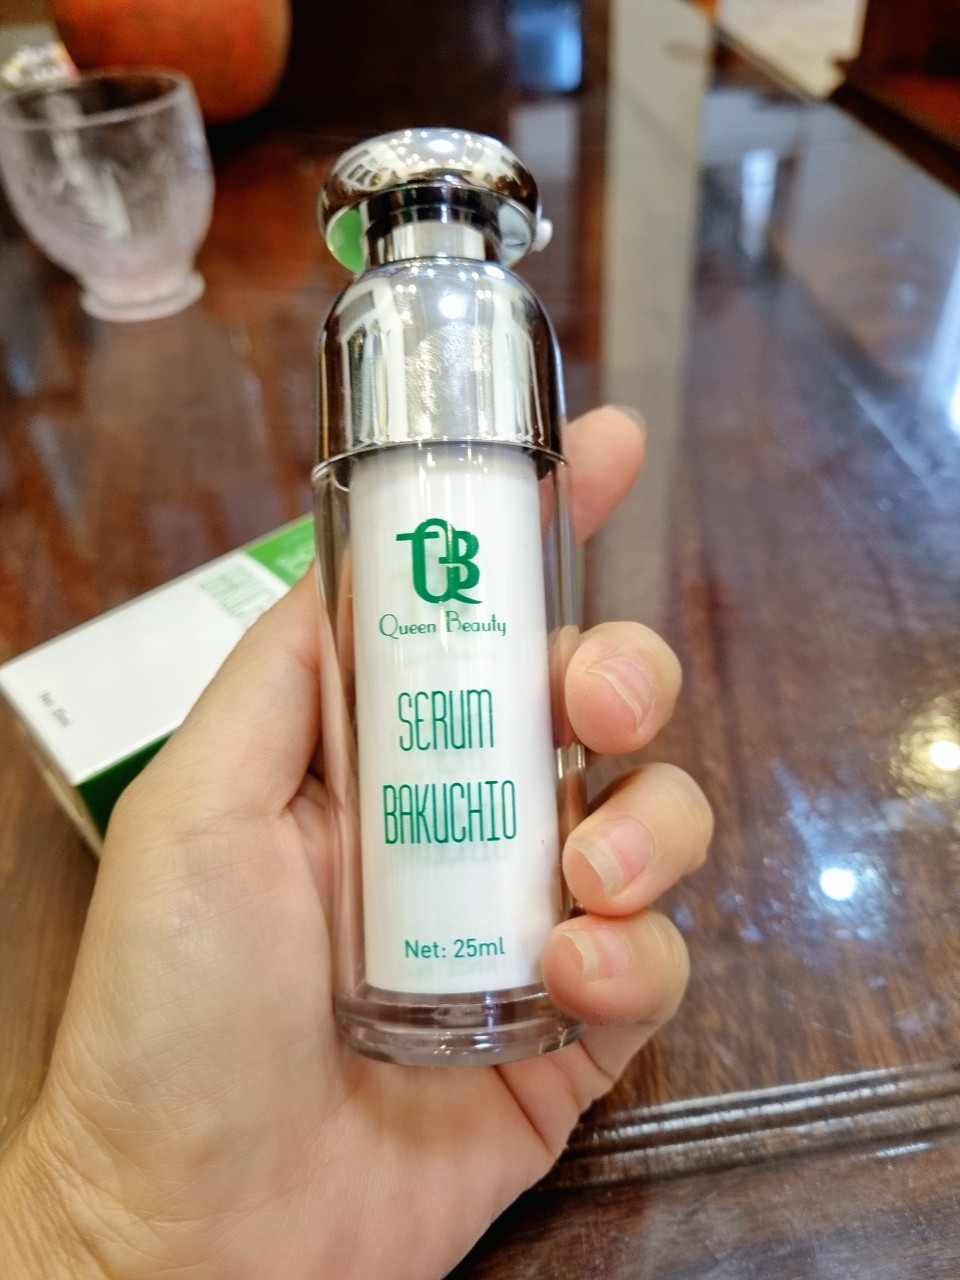 QB
Queen Beauty
SERUM
BAKUCHIO
Net: 25ml